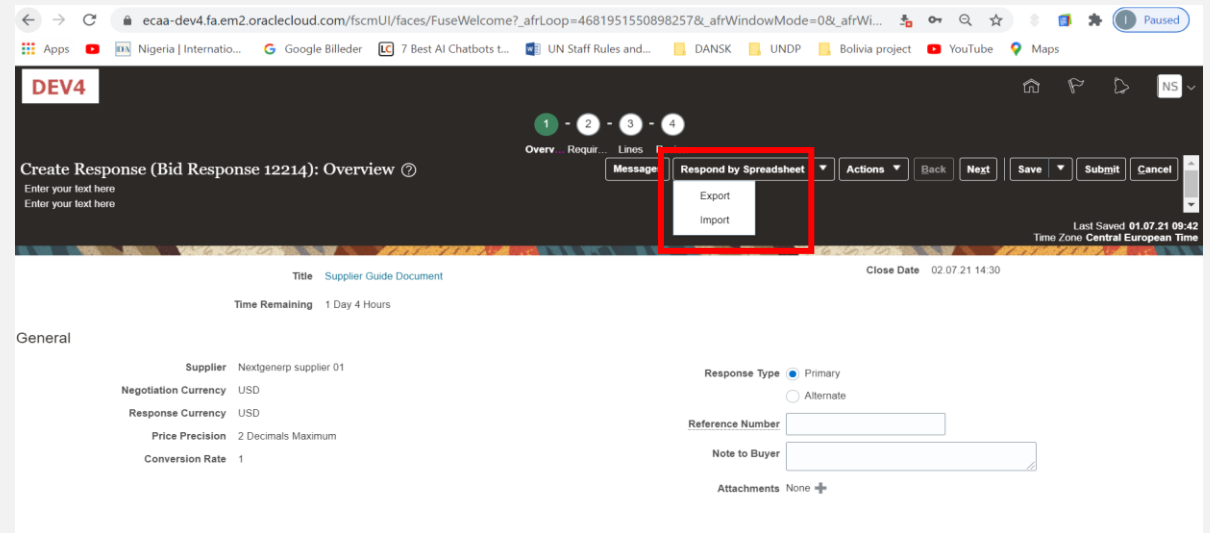 ecaa-dev4.fa.em2.oraclecloud.com/fscmUI/faces/FuseWelcome?_afrLoop=46819515508998257&_afrWindowMode=0&_afrWi... I Paused
Apps Nigeria | Internatio... Google Billeder LC 7 Best AI Chatbots t... UN Staff Rules and... DANSK UNDP Bolivia project YouTube Maps
DEV4 NS
1 - 2 - 3 - 4
Overv... Requir... Lines
Create Response (Bid Response 12214): Overview ? Message Respond by Spreadsheet Actions Back Next Save Submit Cancel
Enter your text here Export
Enter your text here Import
Last Saved 01.07.21 09:42
Time Zone Central European Time
Title Supplier Guide Document Close Date 02.07.21 14:30
Time Remaining 1 Day 4 Hours
General
Supplier Nextgenerp supplier 01 Response Type Primary
Negotiation Currency USD Alternate
Response Currency USD Reference Number
Price Precision 2 Decimals Maximum
Conversion Rate 1 Note to Buyer
Attachments None